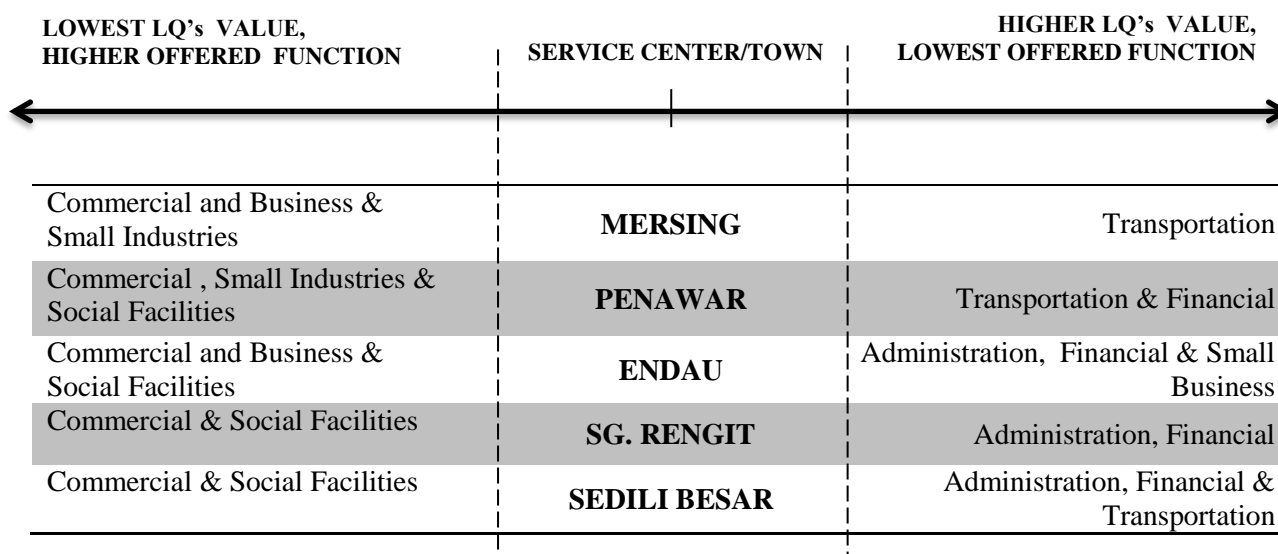 LOWEST LQ's VALUE,
HIGHER OFFERED FUNCTION
SERVICE CENTER/TOWN
HIGHER LQ's VALUE,
LOWEST OFFERED FUNCTION
Commercial and Business &
Small Industries
MERSING
Transportation
Commercial , Small Industries &
Social Facilities
PENAWAR
Transportation & Financial
Commercial and Business &
Social Facilities
ENDAU
Administration, Financial & Small
Business
Commercial & Social Facilities
SG. RENGIT
Administration, Financial
Commercial & Social Facilities
SEDILI BESAR
Administration, Financial &
Transportation